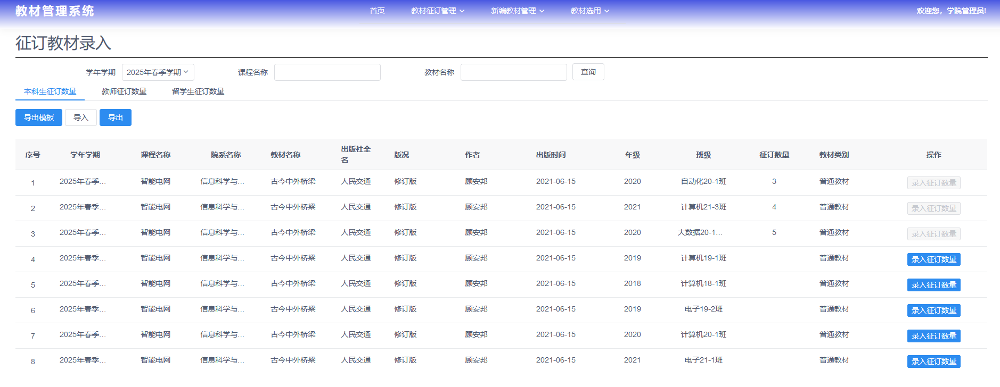 教材管理系统 首页 教材征订管理 新编教材管理 教材选用 欢迎您，学院管理员!
征订教材录入
学年学期 2025年春季学期 课程名称 教材名称 查询
本科生征订数量 教师征订数量 留学生征订数量
导出模板 导入 导出
序号 学年学期 课程名称 院系名称 教材名称 出版社全名 版况 作者 出版时间 年级 班级 征订数量 教材类别 操作
1 2025年春季... 智能电网 信息科学与... 古今中外桥梁 人民交通 修订版 顾安邦 2021-06-15 2020 自动化20-1班 3 普通教材 录入征订数量
2 2025年春季... 智能电网 信息科学与... 古今中外桥梁 人民交通 修订版 顾安邦 2021-06-15 2021 计算机21-3班 4 普通教材 录入征订数量
3 2025年春季... 智能电网 信息科学与... 古今中外桥梁 人民交通 修订版 顾安邦 2021-06-15 2020 大数据20-1... 5 普通教材 录入征订数量
4 2025年春季... 智能电网 信息科学与... 古今中外桥梁 人民交通 修订版 顾安邦 2021-06-15 2019 计算机19-1班 普通教材 录入征订数量
5 2025年春季... 智能电网 信息科学与... 古今中外桥梁 人民交通 修订版 顾安邦 2021-06-15 2018 计算机18-1班 普通教材 录入征订数量
6 2025年春季... 智能电网 信息科学与... 古今中外桥梁 人民交通 修订版 顾安邦 2021-06-15 2019 电子19-2班 普通教材 录入征订数量
7 2025年春季... 智能电网 信息科学与... 古今中外桥梁 人民交通 修订版 顾安邦 2021-06-15 2020 计算机20-1班 普通教材 录入征订数量
8 2025年春季... 智能电网 信息科学与... 古今中外桥梁 人民交通 修订版 顾安邦 2021-06-15 2021 电子21-1班 普通教材 录入征订数量